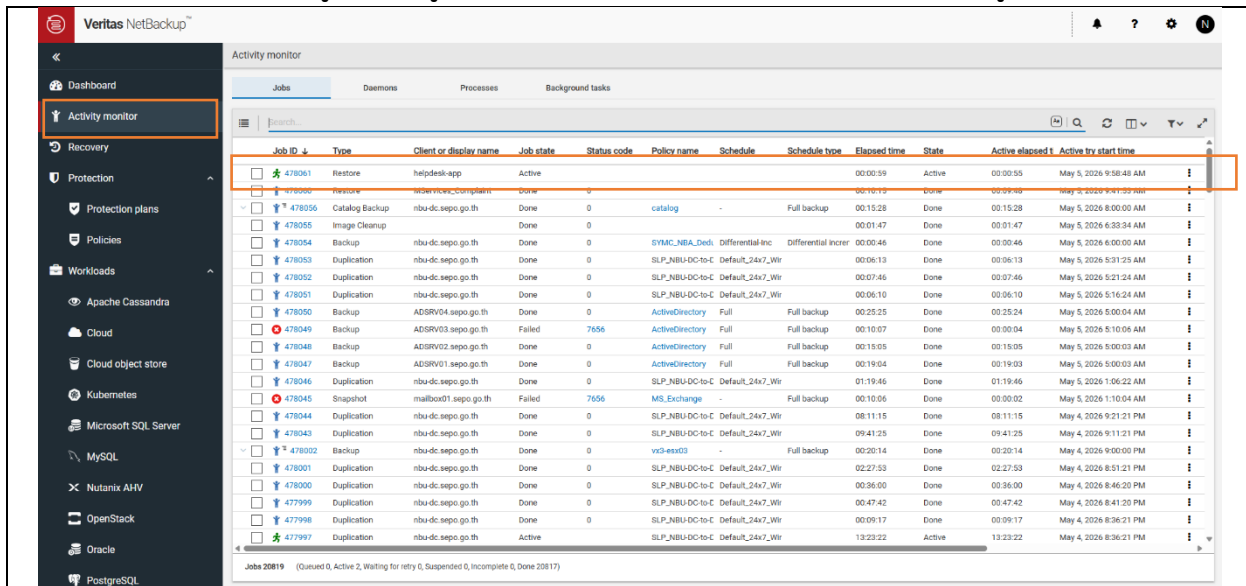 Veritas NetBackup™
N
Activity monitor
Dashboard
Activity monitor
Recovery
Protection
Protection plans
Policies
Workloads
Apache Cassandra
Cloud
Cloud object store
Kubernetes
Microsoft SQL Server
MySQL
Nutanix AHV
OpenStack
Oracle
PostgreSQL
Jobs Daemons Processes Background tasks
Search...
Job ID Type Client or display name Job state Status code Policy name Schedule Schedule type Elapsed time State Active elapsed t Active try start time
478061 Restore helpdesk-app Active 00:00:59 Active 00:00:55 May 5, 2026 9:58:48 AM
478060 Restore MServices_Complaint Done 0 00:10:15 Done 00:09:46 May 5, 2026 9:41:53 AM
478056 Catalog Backup nbu-dc.sepo.go.th Done 0 catalog - Full backup 00:15:28 Done 00:15:28 May 5, 2026 8:00:00 AM
478055 Image Cleanup Done 0 00:01:47 Done 00:01:47 May 5, 2026 6:33:34 AM
478054 Backup nbu-dc.sepo.go.th Done 0 SYMC_NBA_Dedu Differential-Inc Differential increr 00:00:46 Done 00:00:46 May 5, 2026 6:00:00 AM
478053 Duplication nbu-dc.sepo.go.th Done 0 SLP_NBU-DC-to-D Default_24x7_Wir 00:06:13 Done 00:06:13 May 5, 2026 5:31:25 AM
478052 Duplication nbu-dc.sepo.go.th Done 0 SLP_NBU-DC-to-D Default_24x7_Wir 00:07:46 Done 00:07:46 May 5, 2026 5:21:24 AM
478051 Duplication nbu-dc.sepo.go.th Done 0 SLP_NBU-DC-to-D Default_24x7_Wir 00:06:10 Done 00:06:10 May 5, 2026 5:16:24 AM
478050 Backup ADSRV04.sepo.go.th Done 0 ActiveDirectory Full Full backup 00:25:25 Done 00:25:24 May 5, 2026 5:00:04 AM
478049 Backup ADSRV03.sepo.go.th Failed 7656 ActiveDirectory Full Full backup 00:10:07 Done 00:00:04 May 5, 2026 5:10:06 AM
478048 Backup ADSRV02.sepo.go.th Done 0 ActiveDirectory Full Full backup 00:15:05 Done 00:15:05 May 5, 2026 5:00:03 AM
478047 Backup ADSRV01.sepo.go.th Done 0 ActiveDirectory Full Full backup 00:19:04 Done 00:19:03 May 5, 2026 5:00:03 AM
478046 Duplication nbu-dc.sepo.go.th Done 0 SLP_NBU-DC-to-D Default_24x7_Wir 01:19:46 Done 01:19:46 May 5, 2026 1:06:22 AM
478045 Snapshot mailbox01.sepo.go.th Failed 7656 MS_Exchange - Full backup 00:10:06 Done 00:00:02 May 5, 2026 1:10:04 AM
478044 Duplication nbu-dc.sepo.go.th Done 0 SLP_NBU-DC-to-D Default_24x7_Wir 08:11:15 Done 08:11:15 May 4, 2026 9:21:21 PM
478043 Duplication nbu-dc.sepo.go.th Done 0 SLP_NBU-DC-to-D Default_24x7_Wir 09:41:25 Done 09:41:25 May 4, 2026 9:11:21 PM
478002 Backup nbu-dc.sepo.go.th Done 0 vx3-esx03 - Full backup 00:20:14 Done 00:20:14 May 4, 2026 9:00:00 PM
478001 Duplication nbu-dc.sepo.go.th Done 0 SLP_NBU-DC-to-D Default_24x7_Wir 02:27:53 Done 02:27:53 May 4, 2026 8:51:21 PM
478000 Duplication nbu-dc.sepo.go.th Done 0 SLP_NBU-DC-to-D Default_24x7_Wir 00:36:00 Done 00:36:00 May 4, 2026 8:46:20 PM
477999 Duplication nbu-dc.sepo.go.th Done 0 SLP_NBU-DC-to-D Default_24x7_Wir 00:47:42 Done 00:47:42 May 4, 2026 8:41:20 PM
477998 Duplication nbu-dc.sepo.go.th Done 0 SLP_NBU-DC-to-D Default_24x7_Wir 00:09:17 Done 00:09:17 May 4, 2026 8:36:21 PM
477997 Duplication nbu-dc.sepo.go.th Active SLP_NBU-DC-to-D Default_24x7_Wir 13:23:22 Active 13:23:22 May 4, 2026 8:36:21 PM
Jobs 20819 (Queued 0, Active 2, Waiting for retry 0, Suspended 0, Incomplete 0, Done 20817)